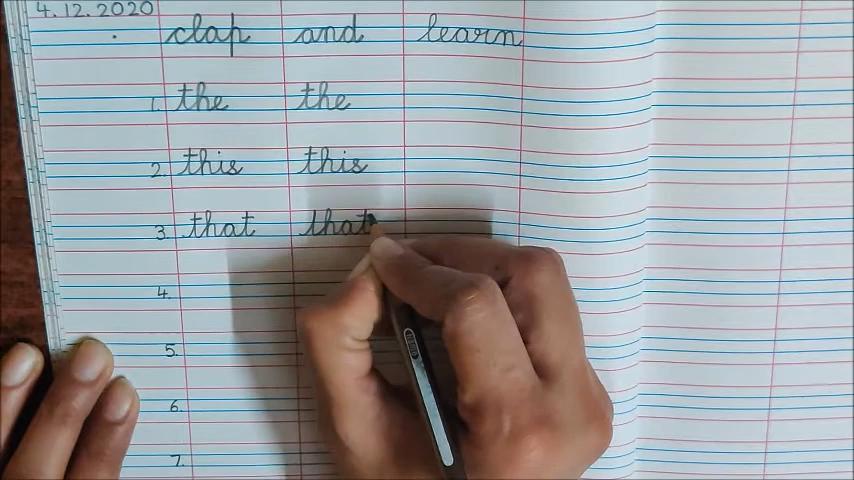 4.12.2020
clap and learn
1. the the
2. this this
3. that that
4.
5.
6.
7.